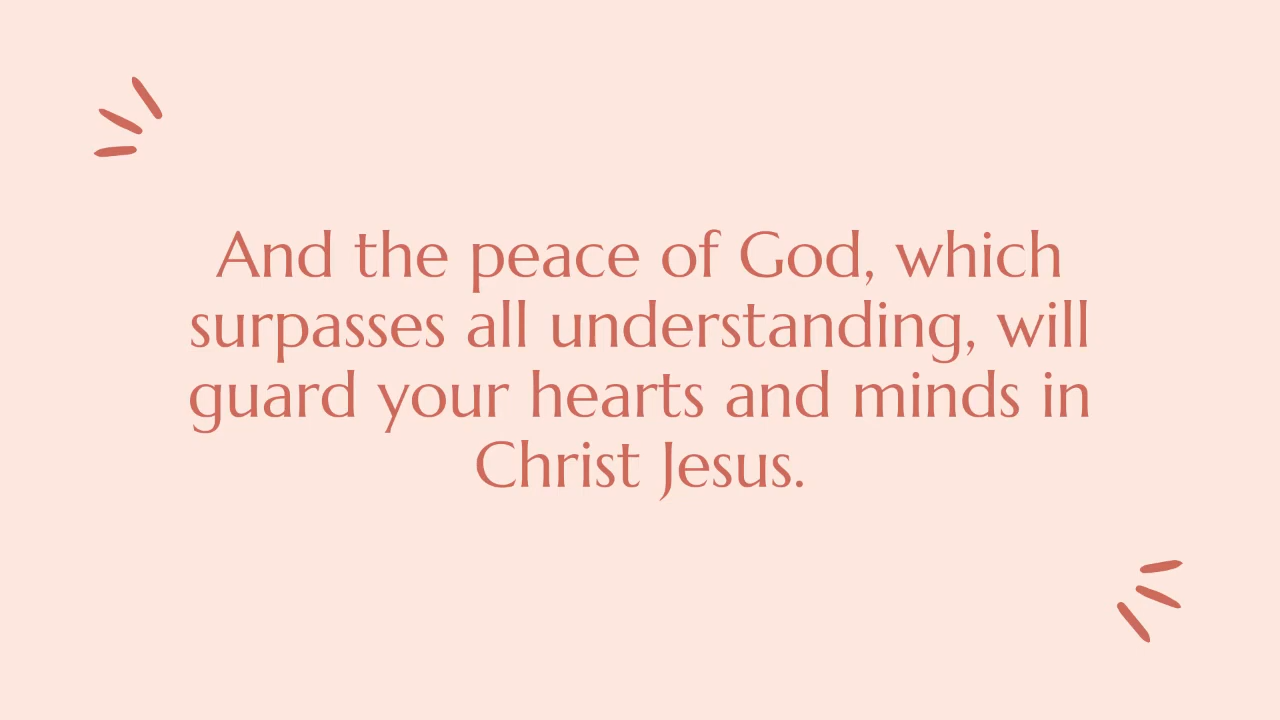 And the peace of God, which
surpasses all understanding, will
guard your hearts and minds in
Christ Jesus.